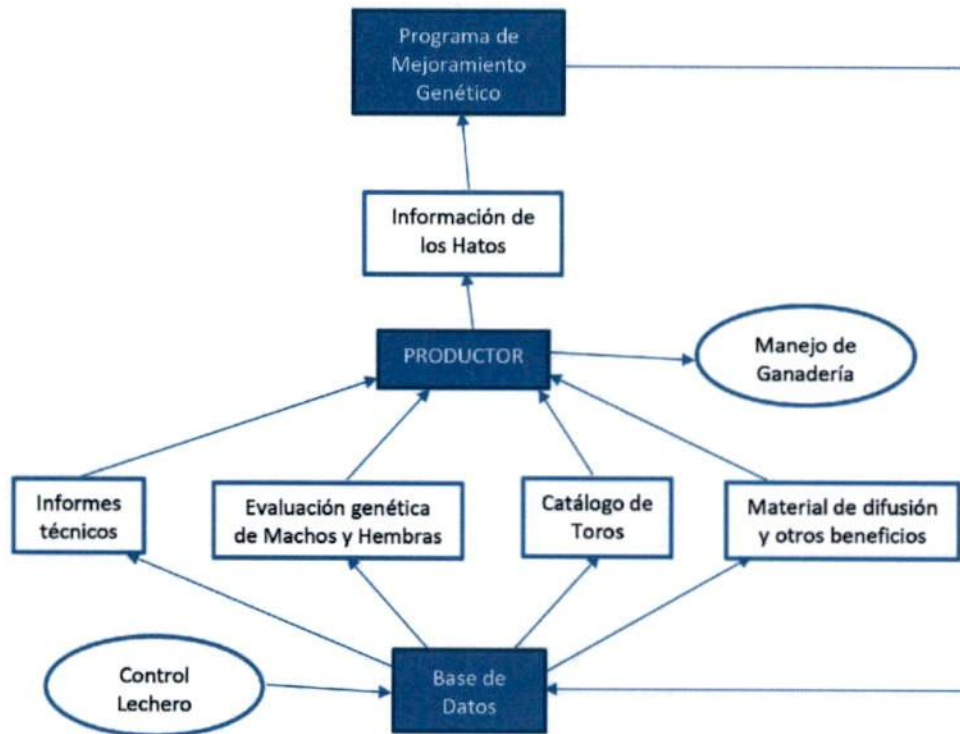 Programa de
Mejoramiento
Genético
Información de
los Hatos
PRODUCTOR
Manejo de
Ganadería
Informes
técnicos
Evaluación genética
de Machos y Hembras
Catálogo de
Toros
Material de difusión
y otros beneficios
Control
Lechero
Base de
Datos